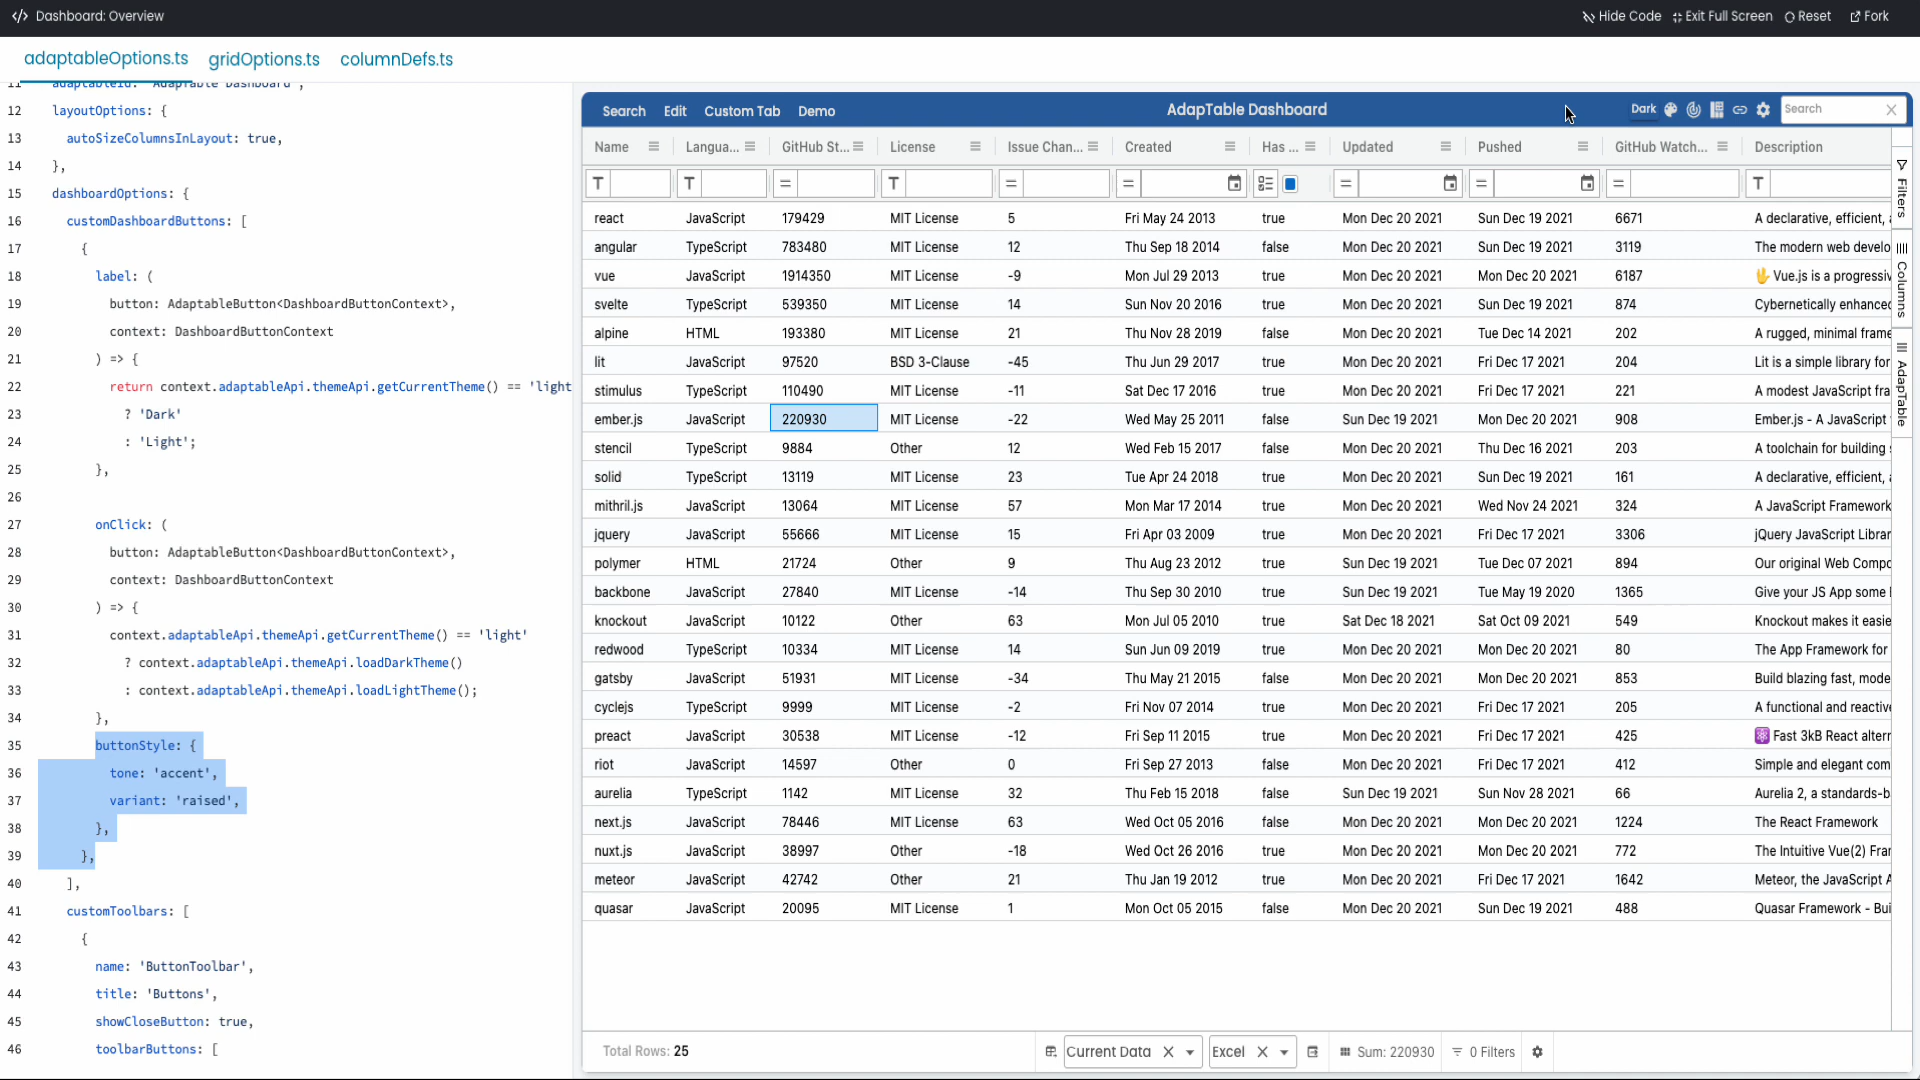 Dashboard: Overview
Hide Code Exit Full Screen Reset Fork
adaptableOptions.ts gridOptions.ts columnDefs.ts
11 adaptableId: 'AdapTable Dashboard',
12 layoutOptions: {
13 autoSizeColumnsInLayout: true,
14 },
15 dashboardOptions: {
16 customDashboardButtons: [
17 {
18 label: (
19 button: AdaptableButton<DashboardButtonContext>,
20 context: DashboardButtonContext
21 ) => {
22 return context.adaptableApi.themeApi.getCurrentTheme() == 'light
23 ? 'Dark'
24 : 'Light';
25 },
26
27 onClick: (
28 button: AdaptableButton<DashboardButtonContext>,
29 context: DashboardButtonContext
30 ) => {
31 context.adaptableApi.themeApi.getCurrentTheme() == 'light'
32 ? context.adaptableApi.themeApi.loadDarkTheme()
33 : context.adaptableApi.themeApi.loadLightTheme();
34 },
35 buttonStyle: {
36 tone: 'accent',
37 variant: 'raised',
38 },
39 },
40 ],
41 customToolbars: [
42 {
43 name: 'ButtonToolbar',
44 title: 'Buttons',
45 showCloseButton: true,
46 toolbarButtons: [
Search Edit Custom Tab Demo AdapTable Dashboard Dark Search
Name Langua... GitHub St... License Issue Chan... Created Has ... Updated Pushed GitHub Watch... Description
react JavaScript 179429 MIT License 5 Fri May 24 2013 true Mon Dec 20 2021 Sun Dec 19 2021 6671 A declarative, efficient,
angular TypeScript 783480 MIT License 12 Thu Sep 18 2014 false Mon Dec 20 2021 Sun Dec 19 2021 3119 The modern web develo
vue JavaScript 1914350 MIT License -9 Mon Jul 29 2013 true Mon Dec 20 2021 Mon Dec 20 2021 6187 🖖 Vue.js is a progressiv
svelte TypeScript 539350 MIT License 14 Sun Nov 20 2016 true Mon Dec 20 2021 Sun Dec 19 2021 874 Cybernetically enhanced
alpine HTML 193380 MIT License 21 Thu Nov 28 2019 false Mon Dec 20 2021 Tue Dec 14 2021 202 A rugged, minimal frame
lit JavaScript 97520 BSD 3-Clause -45 Thu Jun 29 2017 true Mon Dec 20 2021 Fri Dec 17 2021 204 Lit is a simple library for
stimulus TypeScript 110490 MIT License -11 Sat Dec 17 2016 true Mon Dec 20 2021 Fri Dec 17 2021 221 A modest JavaScript fra
ember.js JavaScript 220930 MIT License -22 Wed May 25 2011 false Sun Dec 19 2021 Mon Dec 20 2021 908 Ember.js - A JavaScript
stencil TypeScript 9884 Other 12 Wed Feb 15 2017 false Mon Dec 20 2021 Thu Dec 16 2021 203 A toolchain for building
solid TypeScript 13119 MIT License 23 Tue Apr 24 2018 true Mon Dec 20 2021 Sun Dec 19 2021 161 A declarative, efficient,
mithril.js JavaScript 13064 MIT License 57 Mon Mar 17 2014 true Mon Dec 20 2021 Wed Nov 24 2021 324 A JavaScript Framework
jquery JavaScript 55666 MIT License 15 Fri Apr 03 2009 true Mon Dec 20 2021 Fri Dec 17 2021 3306 jQuery JavaScript Librar
polymer HTML 21724 Other 9 Thu Aug 23 2012 true Sun Dec 19 2021 Tue Dec 07 2021 894 Our original Web Compo
backbone JavaScript 27840 MIT License -14 Thu Sep 30 2010 true Sun Dec 19 2021 Tue May 19 2020 1365 Give your JS App some
knockout JavaScript 10122 Other 63 Mon Jul 05 2010 true Sat Dec 18 2021 Sat Oct 09 2021 549 Knockout makes it easie
redwood TypeScript 10334 MIT License 14 Sun Jun 09 2019 true Mon Dec 20 2021 Mon Dec 20 2021 80 The App Framework for
gatsby JavaScript 51931 MIT License -34 Thu May 21 2015 false Mon Dec 20 2021 Mon Dec 20 2021 853 Build blazing fast, mode
cyclejs TypeScript 9999 MIT License -2 Fri Nov 07 2014 true Mon Dec 20 2021 Fri Dec 17 2021 205 A functional and reactive
preact JavaScript 30538 MIT License -12 Fri Sep 11 2015 true Mon Dec 20 2021 Fri Dec 17 2021 425 ⚛️ Fast 3kB React altern
riot JavaScript 14597 Other 0 Fri Sep 27 2013 false Mon Dec 20 2021 Fri Dec 17 2021 412 Simple and elegant com
aurelia TypeScript 1142 MIT License 32 Thu Feb 15 2018 false Sun Dec 19 2021 Sun Nov 28 2021 66 Aurelia 2, a standards-b
next.js JavaScript 78446 MIT License 63 Wed Oct 05 2016 false Mon Dec 20 2021 Mon Dec 20 2021 1224 The React Framework
nuxt.js JavaScript 38997 Other -18 Wed Oct 26 2016 true Mon Dec 20 2021 Mon Dec 20 2021 772 The Intuitive Vue(2) Fra
meteor JavaScript 42742 Other 21 Thu Jan 19 2012 true Mon Dec 20 2021 Fri Dec 17 2021 1642 Meteor, the JavaScript A
quasar JavaScript 20095 MIT License 1 Mon Oct 05 2015 false Mon Dec 20 2021 Sun Dec 19 2021 488 Quasar Framework - Bui
Filters
Columns
AdapTable
Total Rows: 25 Current Data Excel Sum: 220930 0 Filters